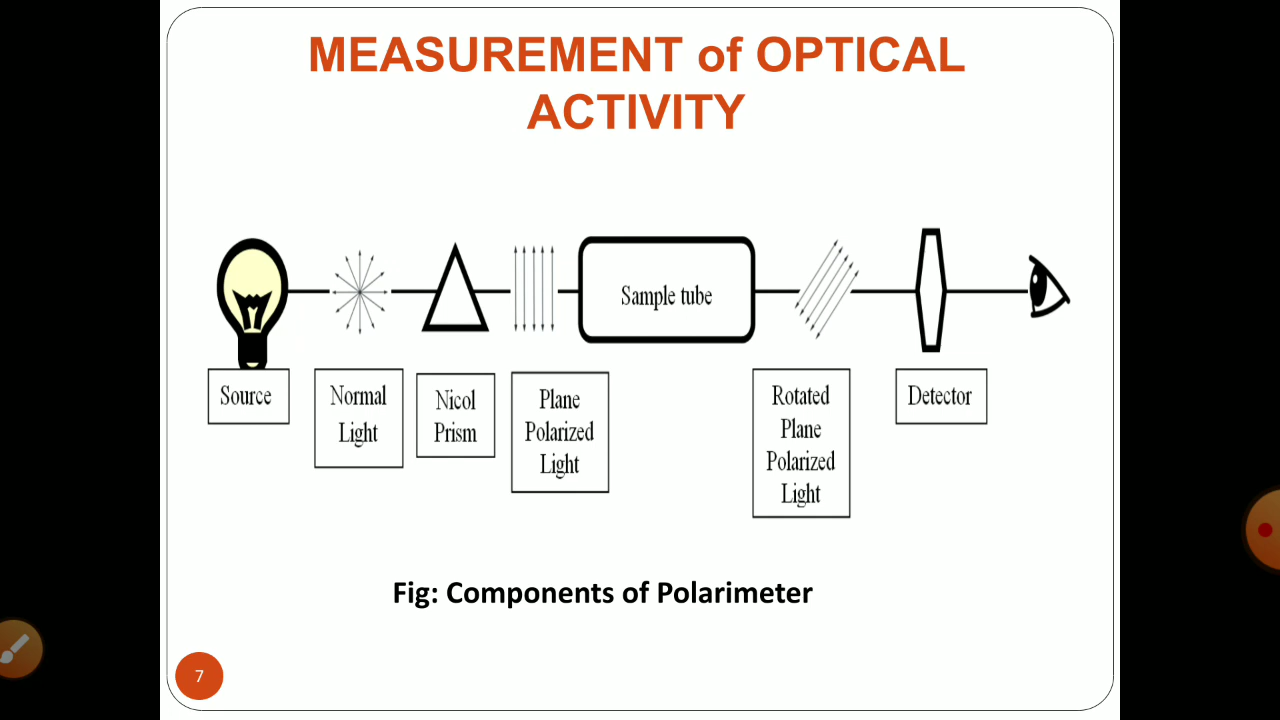 MEASUREMENT of OPTICAL
ACTIVITY
Sample tube
Source
Normal
Light
Nicol
Prism
Plane
Polarized
Light
Rotated
Plane
Polarized
Light
Detector
Fig: Components of Polarimeter
7